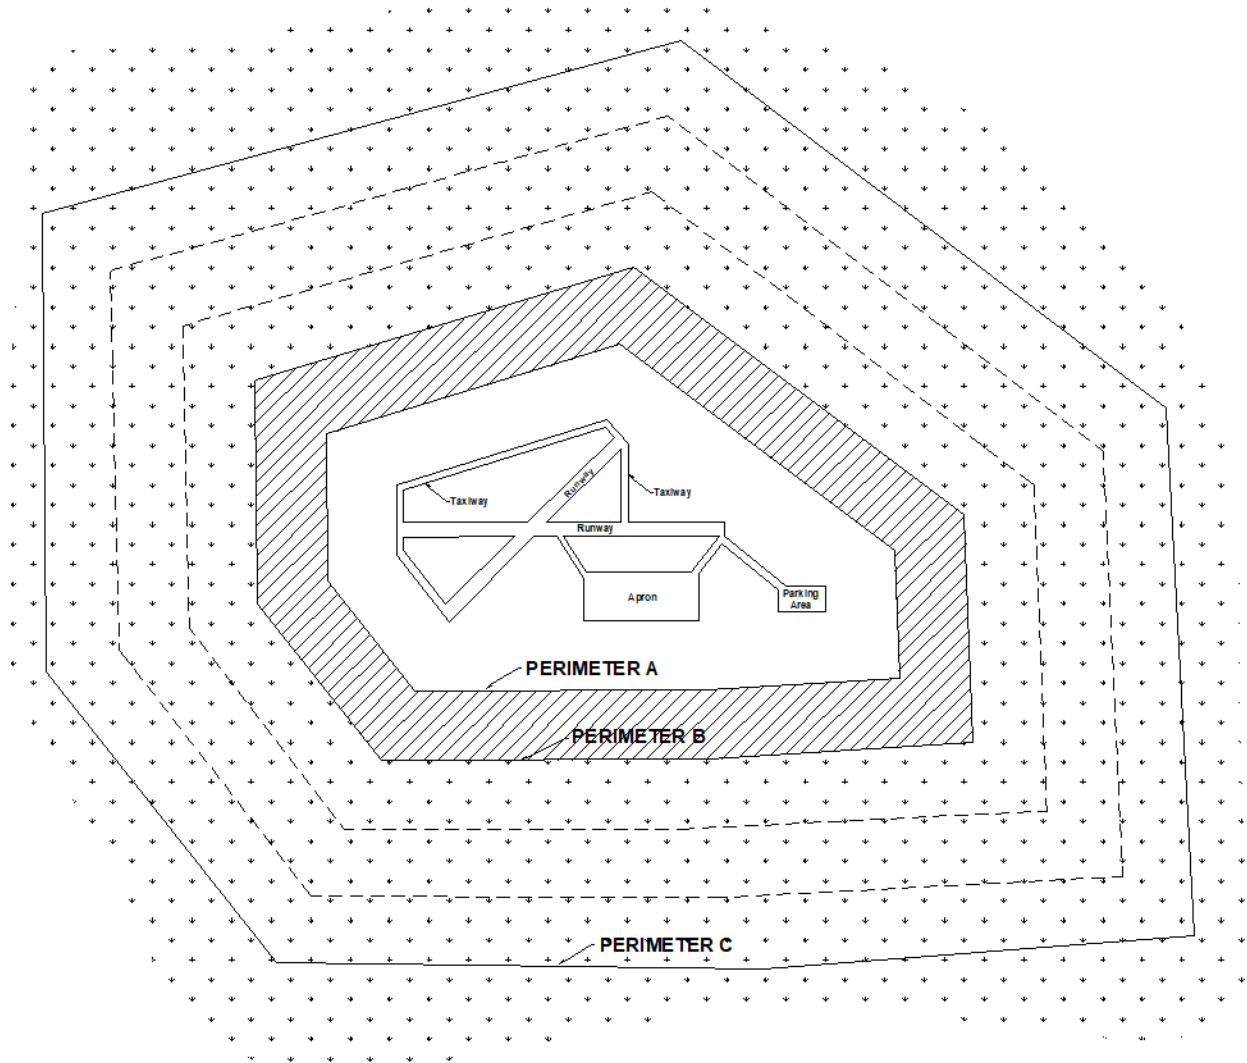 Runway
Taxiway
Taxiway
Runway
Apron
Parking
Area
PERIMETER A
PERIMETER B
PERIMETER C